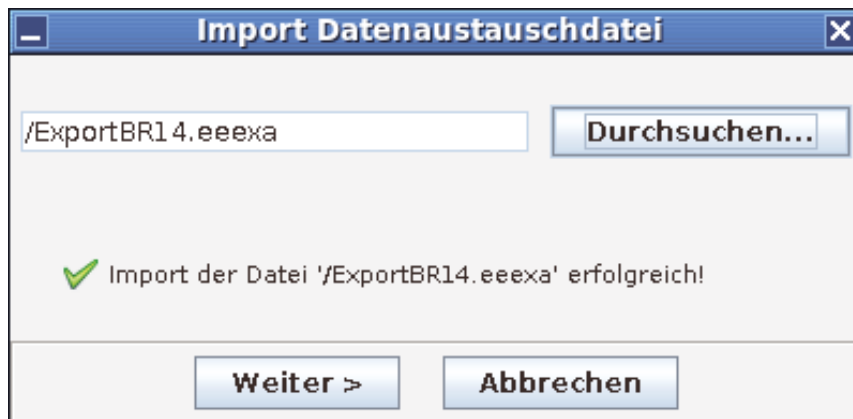 Import Datenaustauschdatei
/ExportBR14.eeexa
Durchsuchen...
Import der Datei '/ExportBR14.eeexa' erfolgreich!
Weiter >
Abbrechen